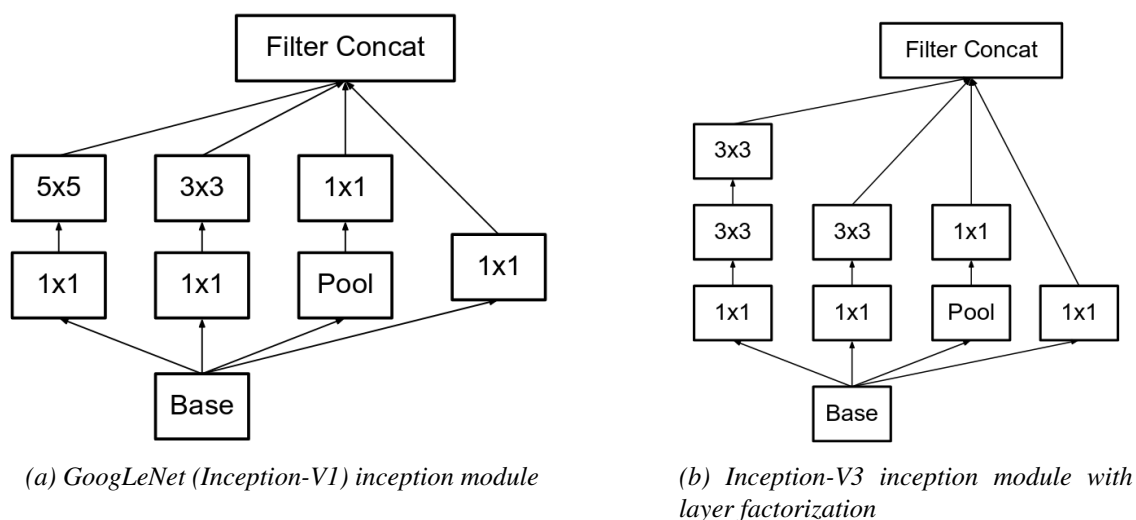 Filter Concat
5x5
3x3
1x1
1x1
1x1
Pool
1x1
Base
(a) GoogLeNet (Inception-V1) inception module
Filter Concat
3x3
3x3
3x3
1x1
1x1
1x1
Pool
1x1
Base
(b) Inception-V3 inception module with
layer factorization